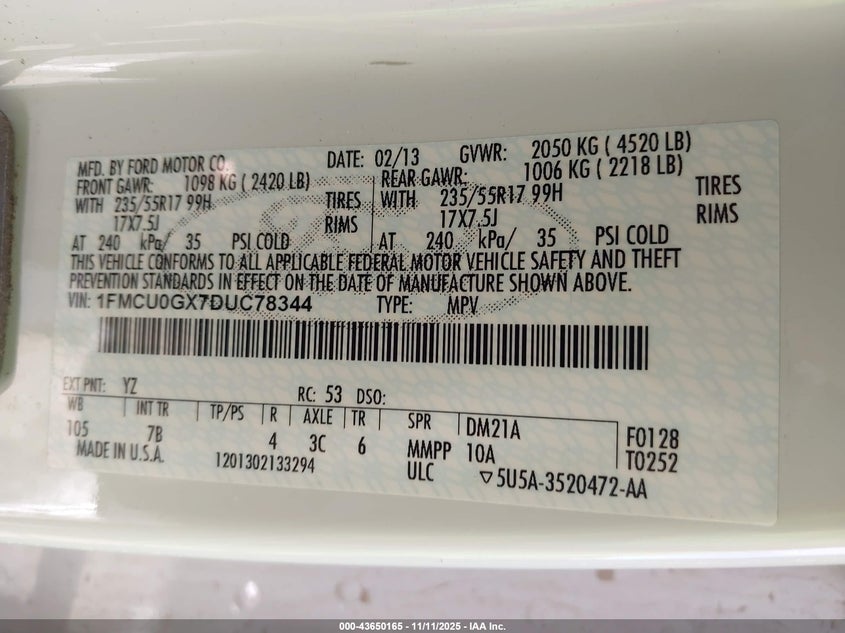 MFD. BY FORD MOTOR CO. DATE: 02/13 GVWR: 2050 KG ( 4520 LB)
FRONT GAWR: 1098 KG ( 2420 LB) REAR GAWR: 1006 KG ( 2218 LB)
WITH 235/55R17 99H TIRES WITH 235/55R17 99H TIRES
17X7.5J RIMS 17X7.5J RIMS
AT 240 kPa/ 35 PSI COLD AT 240 kPa/ 35 PSI COLD
THIS VEHICLE CONFORMS TO ALL APPLICABLE FEDERAL MOTOR VEHICLE SAFETY AND THEFT
PREVENTION STANDARDS IN EFFECT ON THE DATE OF MANUFACTURE SHOWN ABOVE.
VIN: 1FMCU0GX7DUC78344 TYPE: MPV
EXT PNT: YZ RC: 53 DSO:
WB INT TR TP/PS R AXLE TR SPR DM21A F0128
105 7B 4 3C 6 MMPP 10A T0252
MADE IN U.S.A. 1201302133294 ULC ▽5U5A-3520472-AA
000-43650165 - 11/11/2025 - IAA Inc.